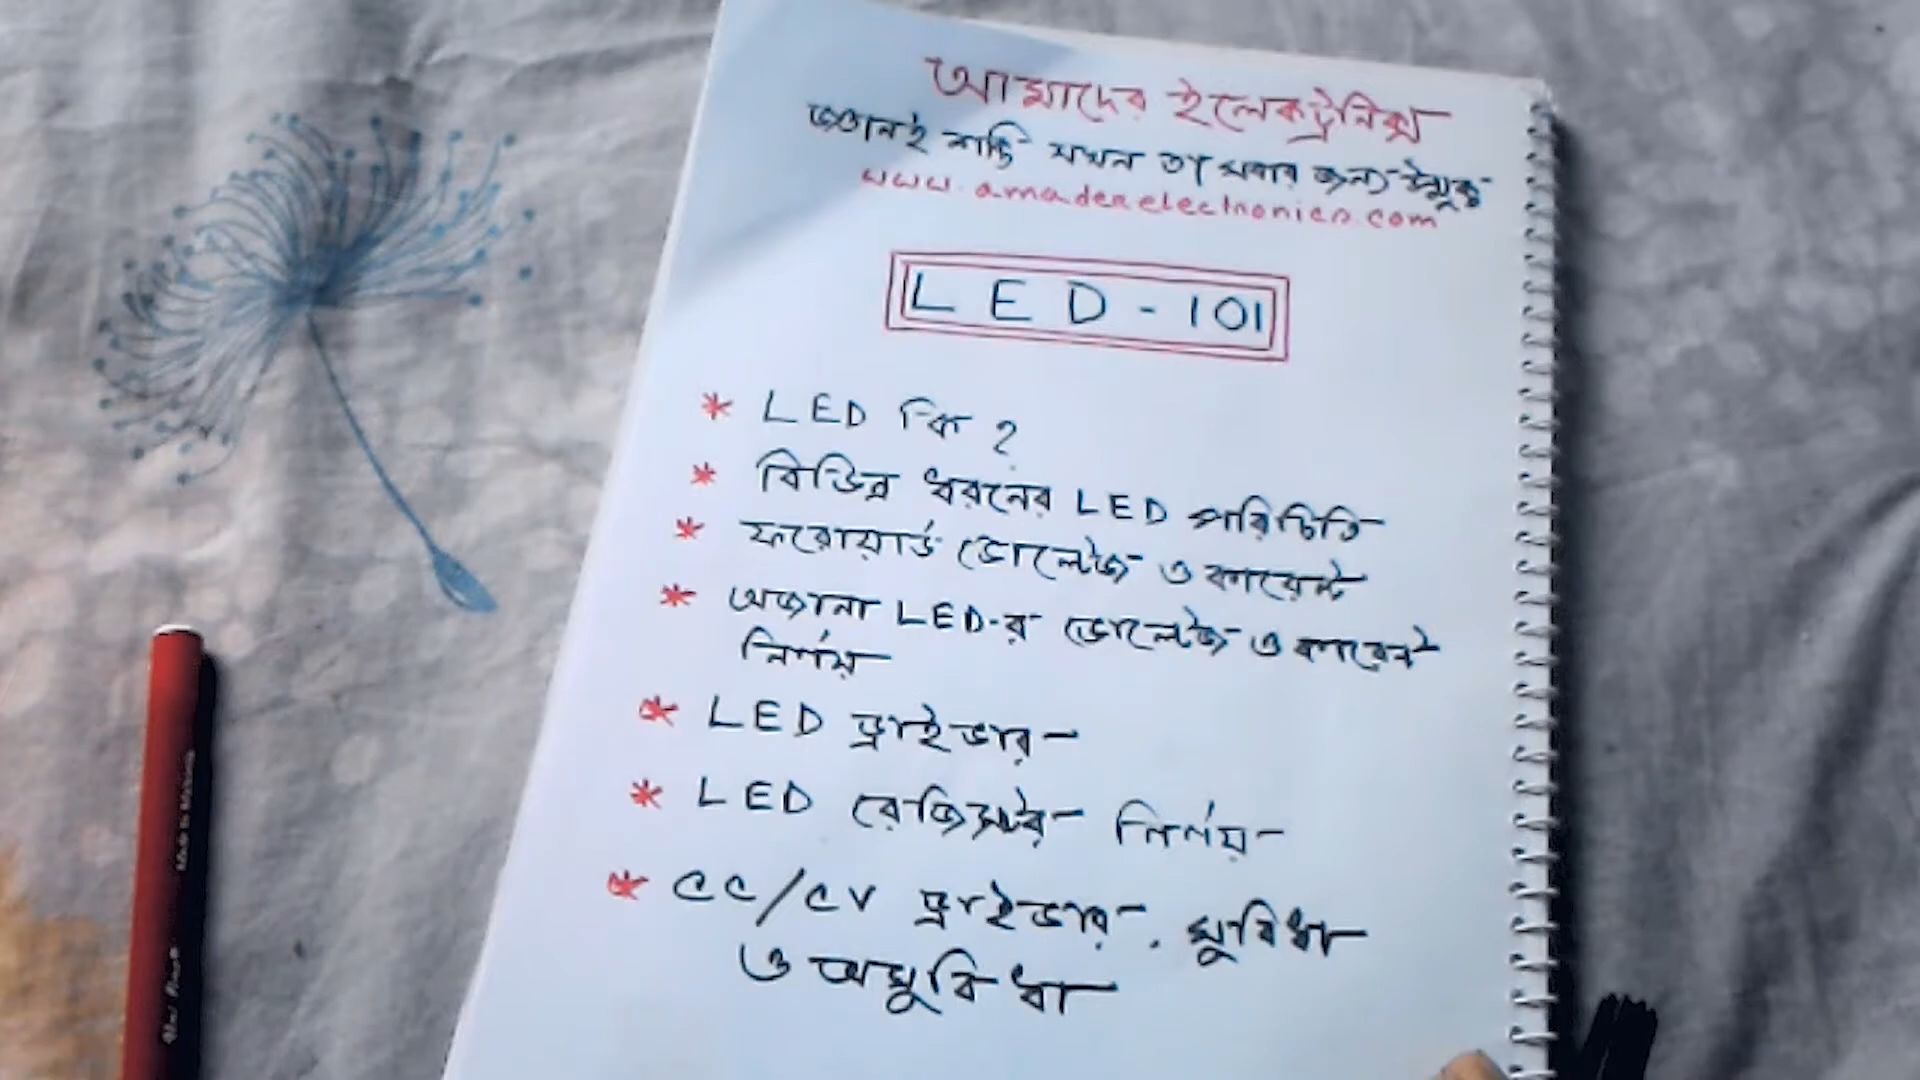 আমাদের ইলেকট্রনিক্স
জ্ঞানই শক্তি যখন তা সবার জন্য উন্মুক্ত
www.amaderelectronics.com
LED-101
* LED কি ?
* বিভিন্ন ধরনের LED পরিচিতি
* ফরোয়ার্ড ভোল্টেজ ও কারেন্ট
* অজানা LED-র ভোল্টেজ ও কারেন্ট
নির্ণয়
* LED ড্রাইভার
* LED রেজিস্টর নির্ণয়
* CC/CV ড্রাইভার. সুবিধা
ও অসুবিধা